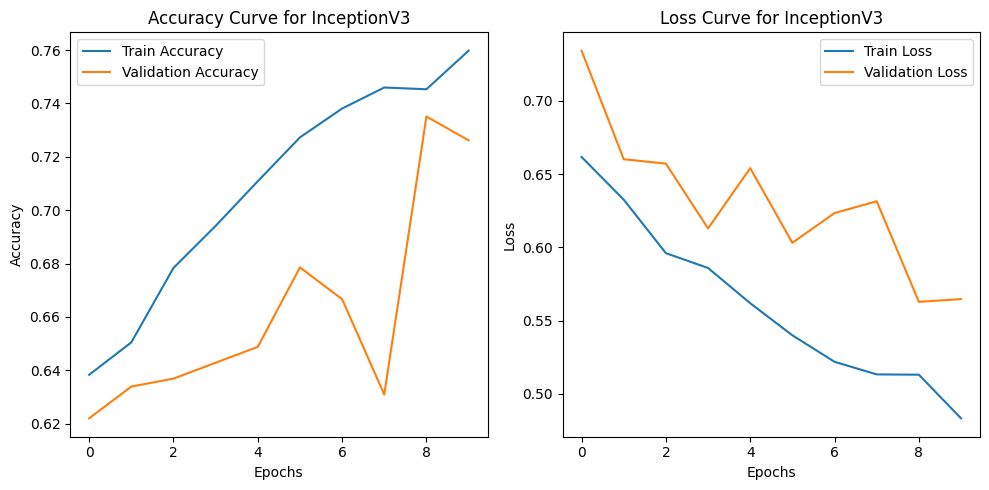 Accuracy Curve for InceptionV3
Train Accuracy
Validation Accuracy
0.76
0.74
0.72
0.70
0.68
0.66
0.64
0.62
Accuracy
0 2 4 6 8
Epochs
Loss Curve for InceptionV3
Train Loss
Validation Loss
0.70
0.65
0.60
0.55
0.50
Loss
0 2 4 6 8
Epochs